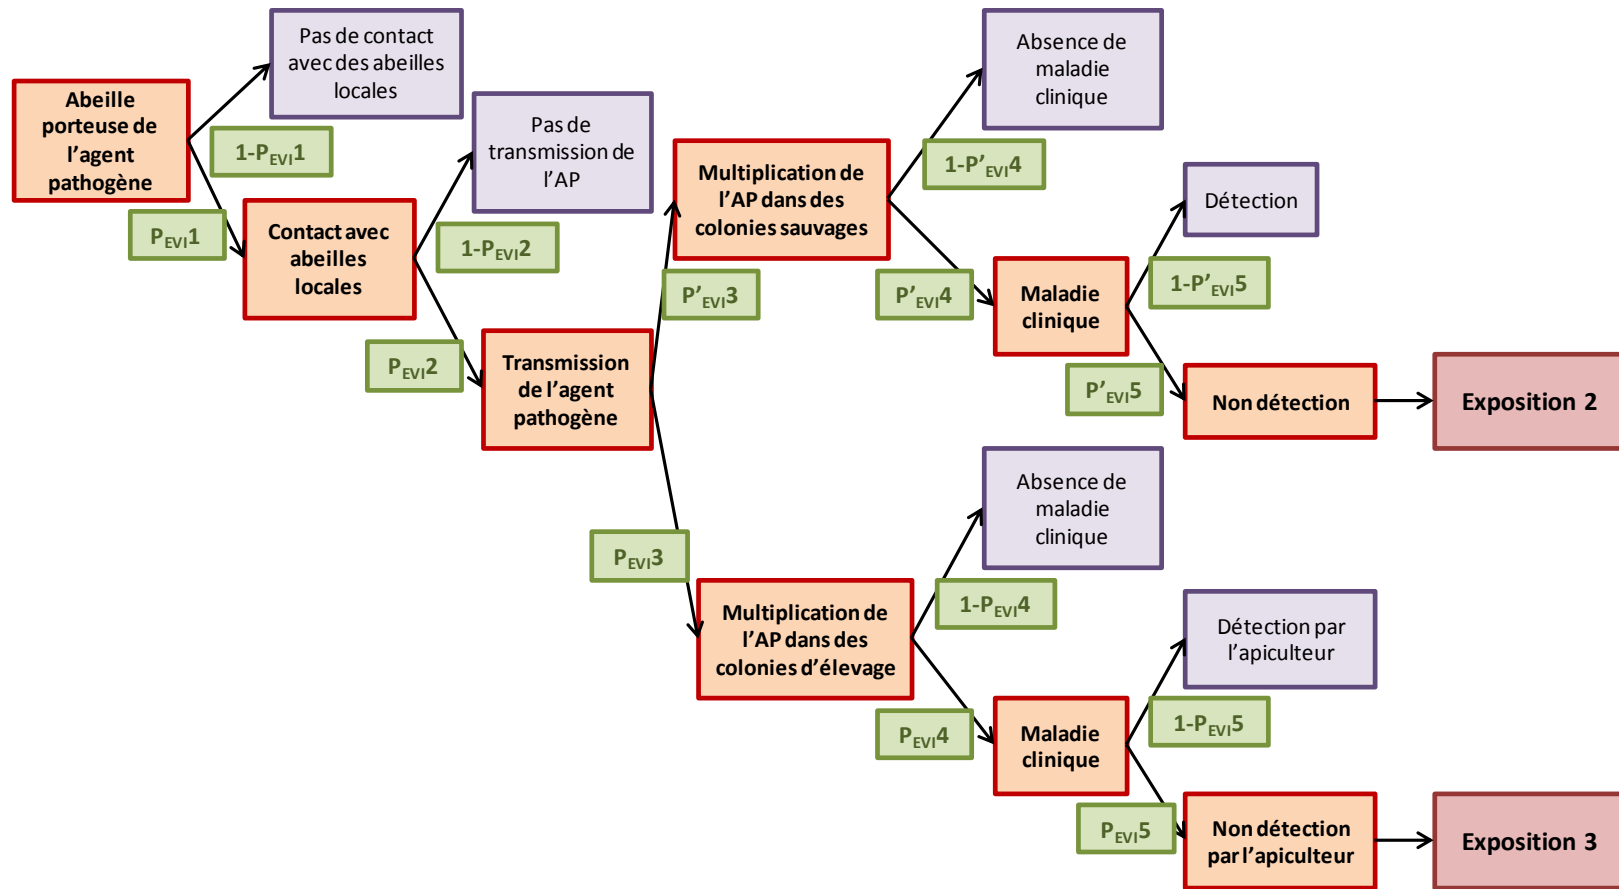 Abeille
porteuse de
l’agent
pathogène
Pas de contact
avec des abeilles
locales
1-PEVI1
PEVI1
Contact avec
abeilles
locales
Pas de
transmission de
l’AP
1-PEVI2
PEVI2
Transmission
de l’agent
pathogène
P’EVI3
Multiplication de
l’AP dans des
colonies sauvages
Absence de
maladie
clinique
1-P’EVI4
P’EVI4
Maladie
clinique
Détection
1-P’EVI5
P’EVI5
Non détection
Exposition 2
PEVI3
Multiplication de
l’AP dans des
colonies d’élevage
Absence de
maladie
clinique
1-PEVI4
PEVI4
Maladie
clinique
Détection par
l’apiculteur
1-PEVI5
PEVI5
Non détection
par l’apiculteur
Exposition 3